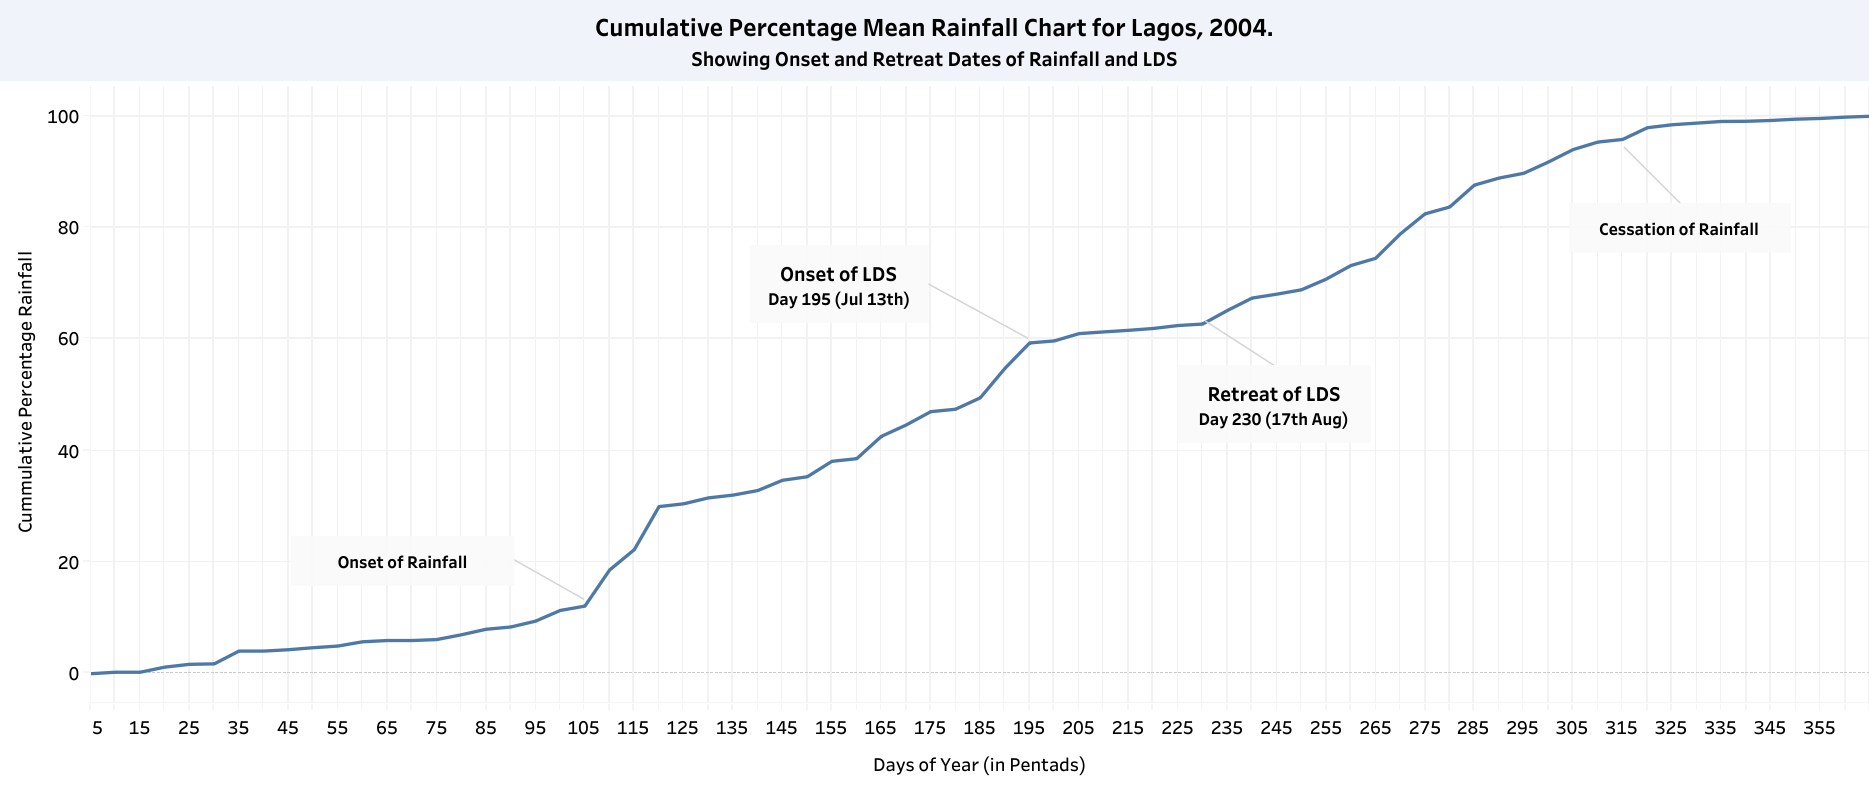 Cumulative Percentage Mean Rainfall Chart for Lagos, 2004.
Showing Onset and Retreat Dates of Rainfall and LDS
Cummulative Percentage Rainfall
100
80
60
40
20
0
Onset of LDS
Day 195 (Jul 13th)
Cessation of Rainfall
Retreat of LDS
Day 230 (17th Aug)
Onset of Rainfall
5 15 25 35 45 55 65 75 85 95 105 115 125 135 145 155 165 175 185 195 205 215 225 235 245 255 265 275 285 295 305 315 325 335 345 355
Days of Year (in Pentads)